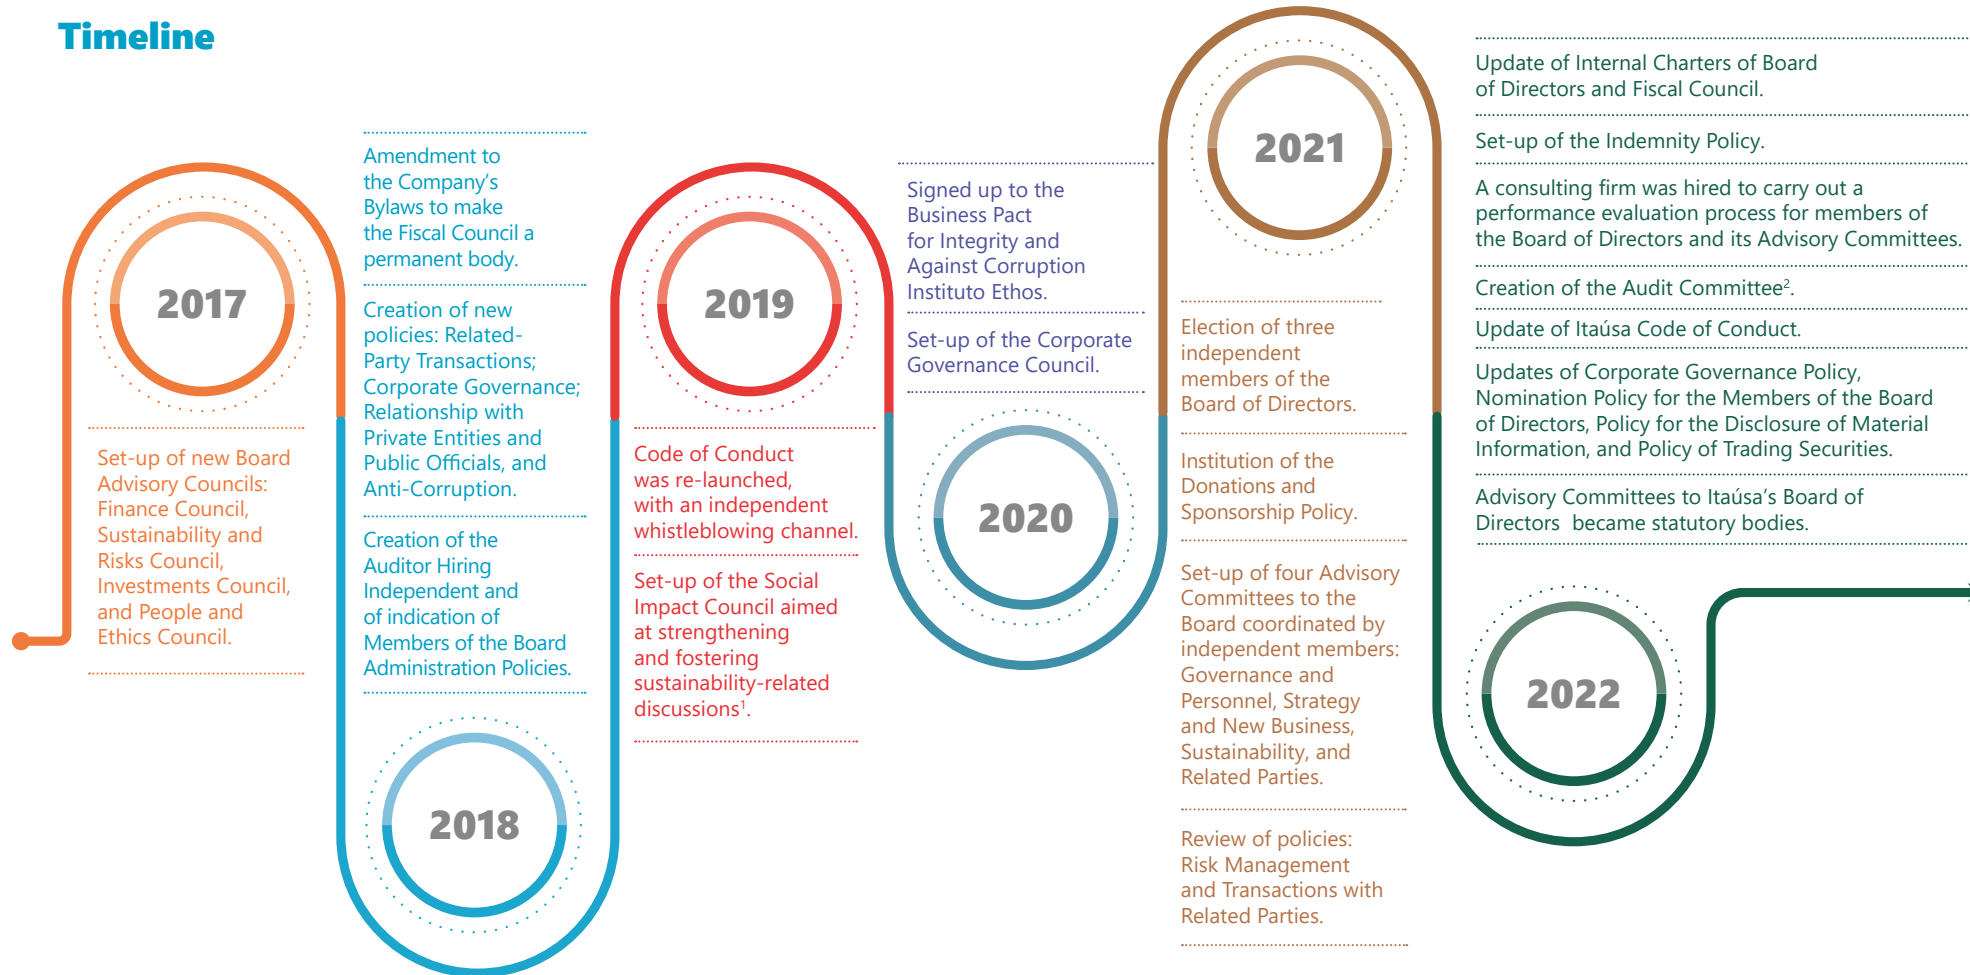 Timeline
2017
Set-up of new Board
Advisory Councils:
Finance Council,
Sustainability and
Risks Council,
Investments Council,
and People and
Ethics Council.
Amendment to
the Company's
Bylaws to make
the Fiscal Council a
permanent body.
Creation of new
policies: Related-
Party Transactions;
Corporate Governance;
Relationship with
Private Entities and
Public Officials, and
Anti-Corruption.
Creation of the
Auditor Hiring
Independent and
of indication of
Members of the Board
Administration Policies.
2018
2019
Code of Conduct
was re-launched,
with an independent
whistleblowing channel.
Set-up of the Social
Impact Council aimed
at strengthening
and fostering
sustainability-related
discussions¹.
Signed up to the
Business Pact
for Integrity and
Against Corruption
Instituto Ethos.
Set-up of the Corporate
Governance Council.
2020
2021
Election of three
independent
members of the
Board of Directors.
Institution of the
Donations and
Sponsorship Policy.
Set-up of four Advisory
Committees to the
Board coordinated by
independent members:
Governance and
Personnel, Strategy
and New Business,
Sustainability, and
Related Parties.
Review of policies:
Risk Management
and Transactions with
Related Parties.
Update of Internal Charters of Board
of Directors and Fiscal Council.
Set-up of the Indemnity Policy.
A consulting firm was hired to carry out a
performance evaluation process for members of
the Board of Directors and its Advisory Committees.
Creation of the Audit Committee².
Update of Itaúsa Code of Conduct.
Updates of Corporate Governance Policy,
Nomination Policy for the Members of the Board
of Directors, Policy for the Disclosure of Material
Information, and Policy of Trading Securities.
Advisory Committees to Itaúsa's Board of
Directors became statutory bodies.
2022